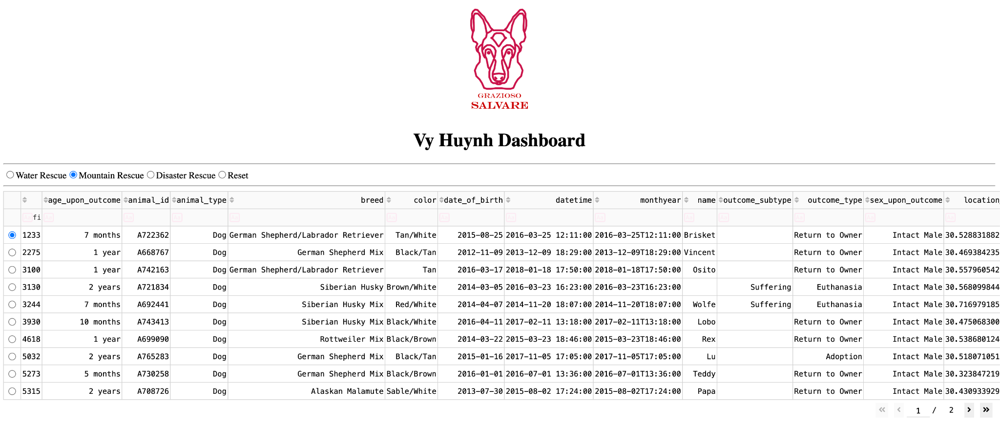 GRAZIOSO
SALVARE
Vy Huynh Dashboard
Water Rescue Mountain Rescue Disaster Rescue Reset
age_upon_outcome animal_id animal_type breed color date_of_birth datetime monthyear name outcome_subtype outcome_type sex_upon_outcome location_
Aa fi Aa Aa Aa Aa Aa Aa Aa Aa Aa Aa Aa Aa Aa
1233 7 months A722362 Dog German Shepherd/Labrador Retriever Tan/White 2015-08-25 2016-03-25 12:11:00 2016-03-25T12:11:00 Brisket Return to Owner Intact Male 30.528831882
2275 1 year A668767 Dog German Shepherd Mix Black/Tan 2012-11-09 2013-12-09 18:29:00 2013-12-09T18:29:00 Vincent Return to Owner Intact Male 30.469384235
3100 1 year A742163 Dog German Shepherd/Labrador Retriever Tan 2016-03-17 2018-01-18 17:50:00 2018-01-18T17:50:00 Osito Return to Owner Intact Male 30.557960542
3130 2 years A721834 Dog Siberian Husky Brown/White 2014-03-05 2016-03-23 16:23:00 2016-03-23T16:23:00 Suffering Euthanasia Intact Male 30.568099844
3244 7 months A692441 Dog Siberian Husky Mix Red/White 2014-04-07 2014-11-20 18:07:00 2014-11-20T18:07:00 Wolfe Suffering Euthanasia Intact Male 30.716979185
3930 10 months A743413 Dog Siberian Husky Mix Black/White 2016-04-11 2017-02-11 13:18:00 2017-02-11T13:18:00 Lobo Return to Owner Intact Male 30.475068300
4618 1 year A699090 Dog Rottweiler Mix Black/Brown 2014-03-22 2015-03-23 18:46:00 2015-03-23T18:46:00 Rex Return to Owner Intact Male 30.538680124
5032 2 years A765283 Dog German Shepherd Mix Black/Tan 2015-01-16 2017-11-05 17:05:00 2017-11-05T17:05:00 Lu Adoption Intact Male 30.518071051
5273 5 months A730258 Dog German Shepherd Mix Black/Brown 2016-01-01 2016-07-01 13:36:00 2016-07-01T13:36:00 Teddy Return to Owner Intact Male 30.323847219
5315 2 years A708726 Dog Alaskan Malamute Sable/White 2013-07-30 2015-08-02 17:24:00 2015-08-02T17:24:00 Papa Return to Owner Intact Male 30.430933929
1 / 2